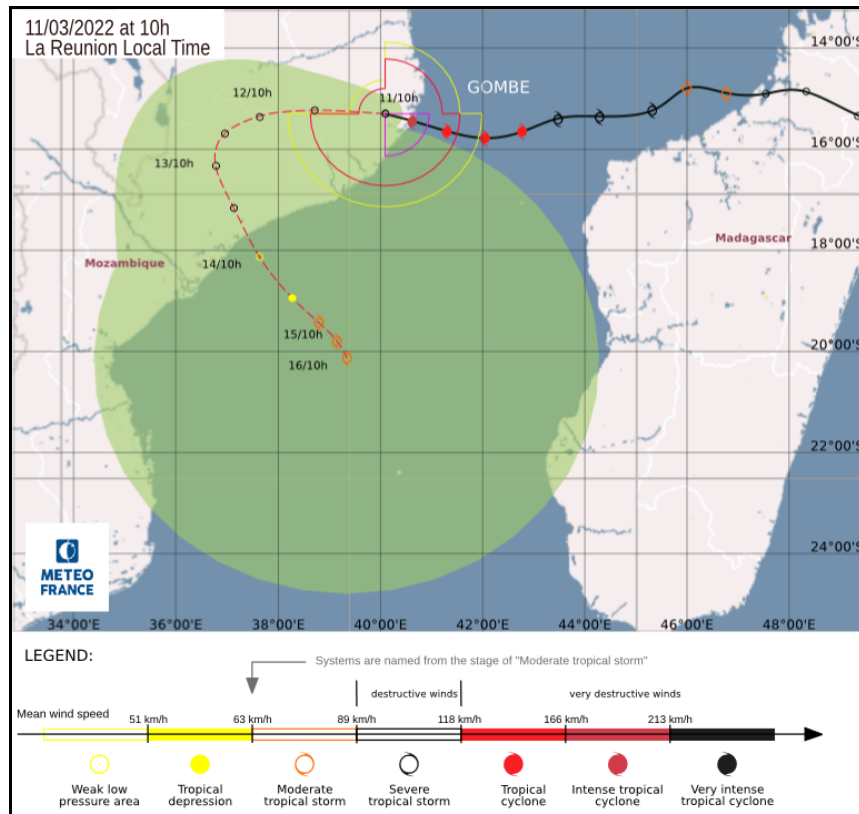 11/03/2022 at 10h
La Reunion Local Time
14°00'S
GOMBE
12/10h
11/10h
16°00'S
13/10h
Madagascar
18°00'S
Mozambique
14/10h
15/10h
20°00'S
16/10h
22°00'S
24°00'S
METEO
FRANCE
34°00'E 36°00'E 38°00'E 40°00'E 42°00'E 44°00'E 46°00'E 48°00'E
LEGEND:
Systems are named from the stage of "Moderate tropical storm"
destructive winds very destructive winds
Mean wind speed 51 km/h 63 km/h 89 km/h 118 km/h 166 km/h 213 km/h
Weak low Tropical Moderate Severe Tropical Intense tropical Very intense
pressure area depression tropical storm tropical storm cyclone cyclone tropical cyclone